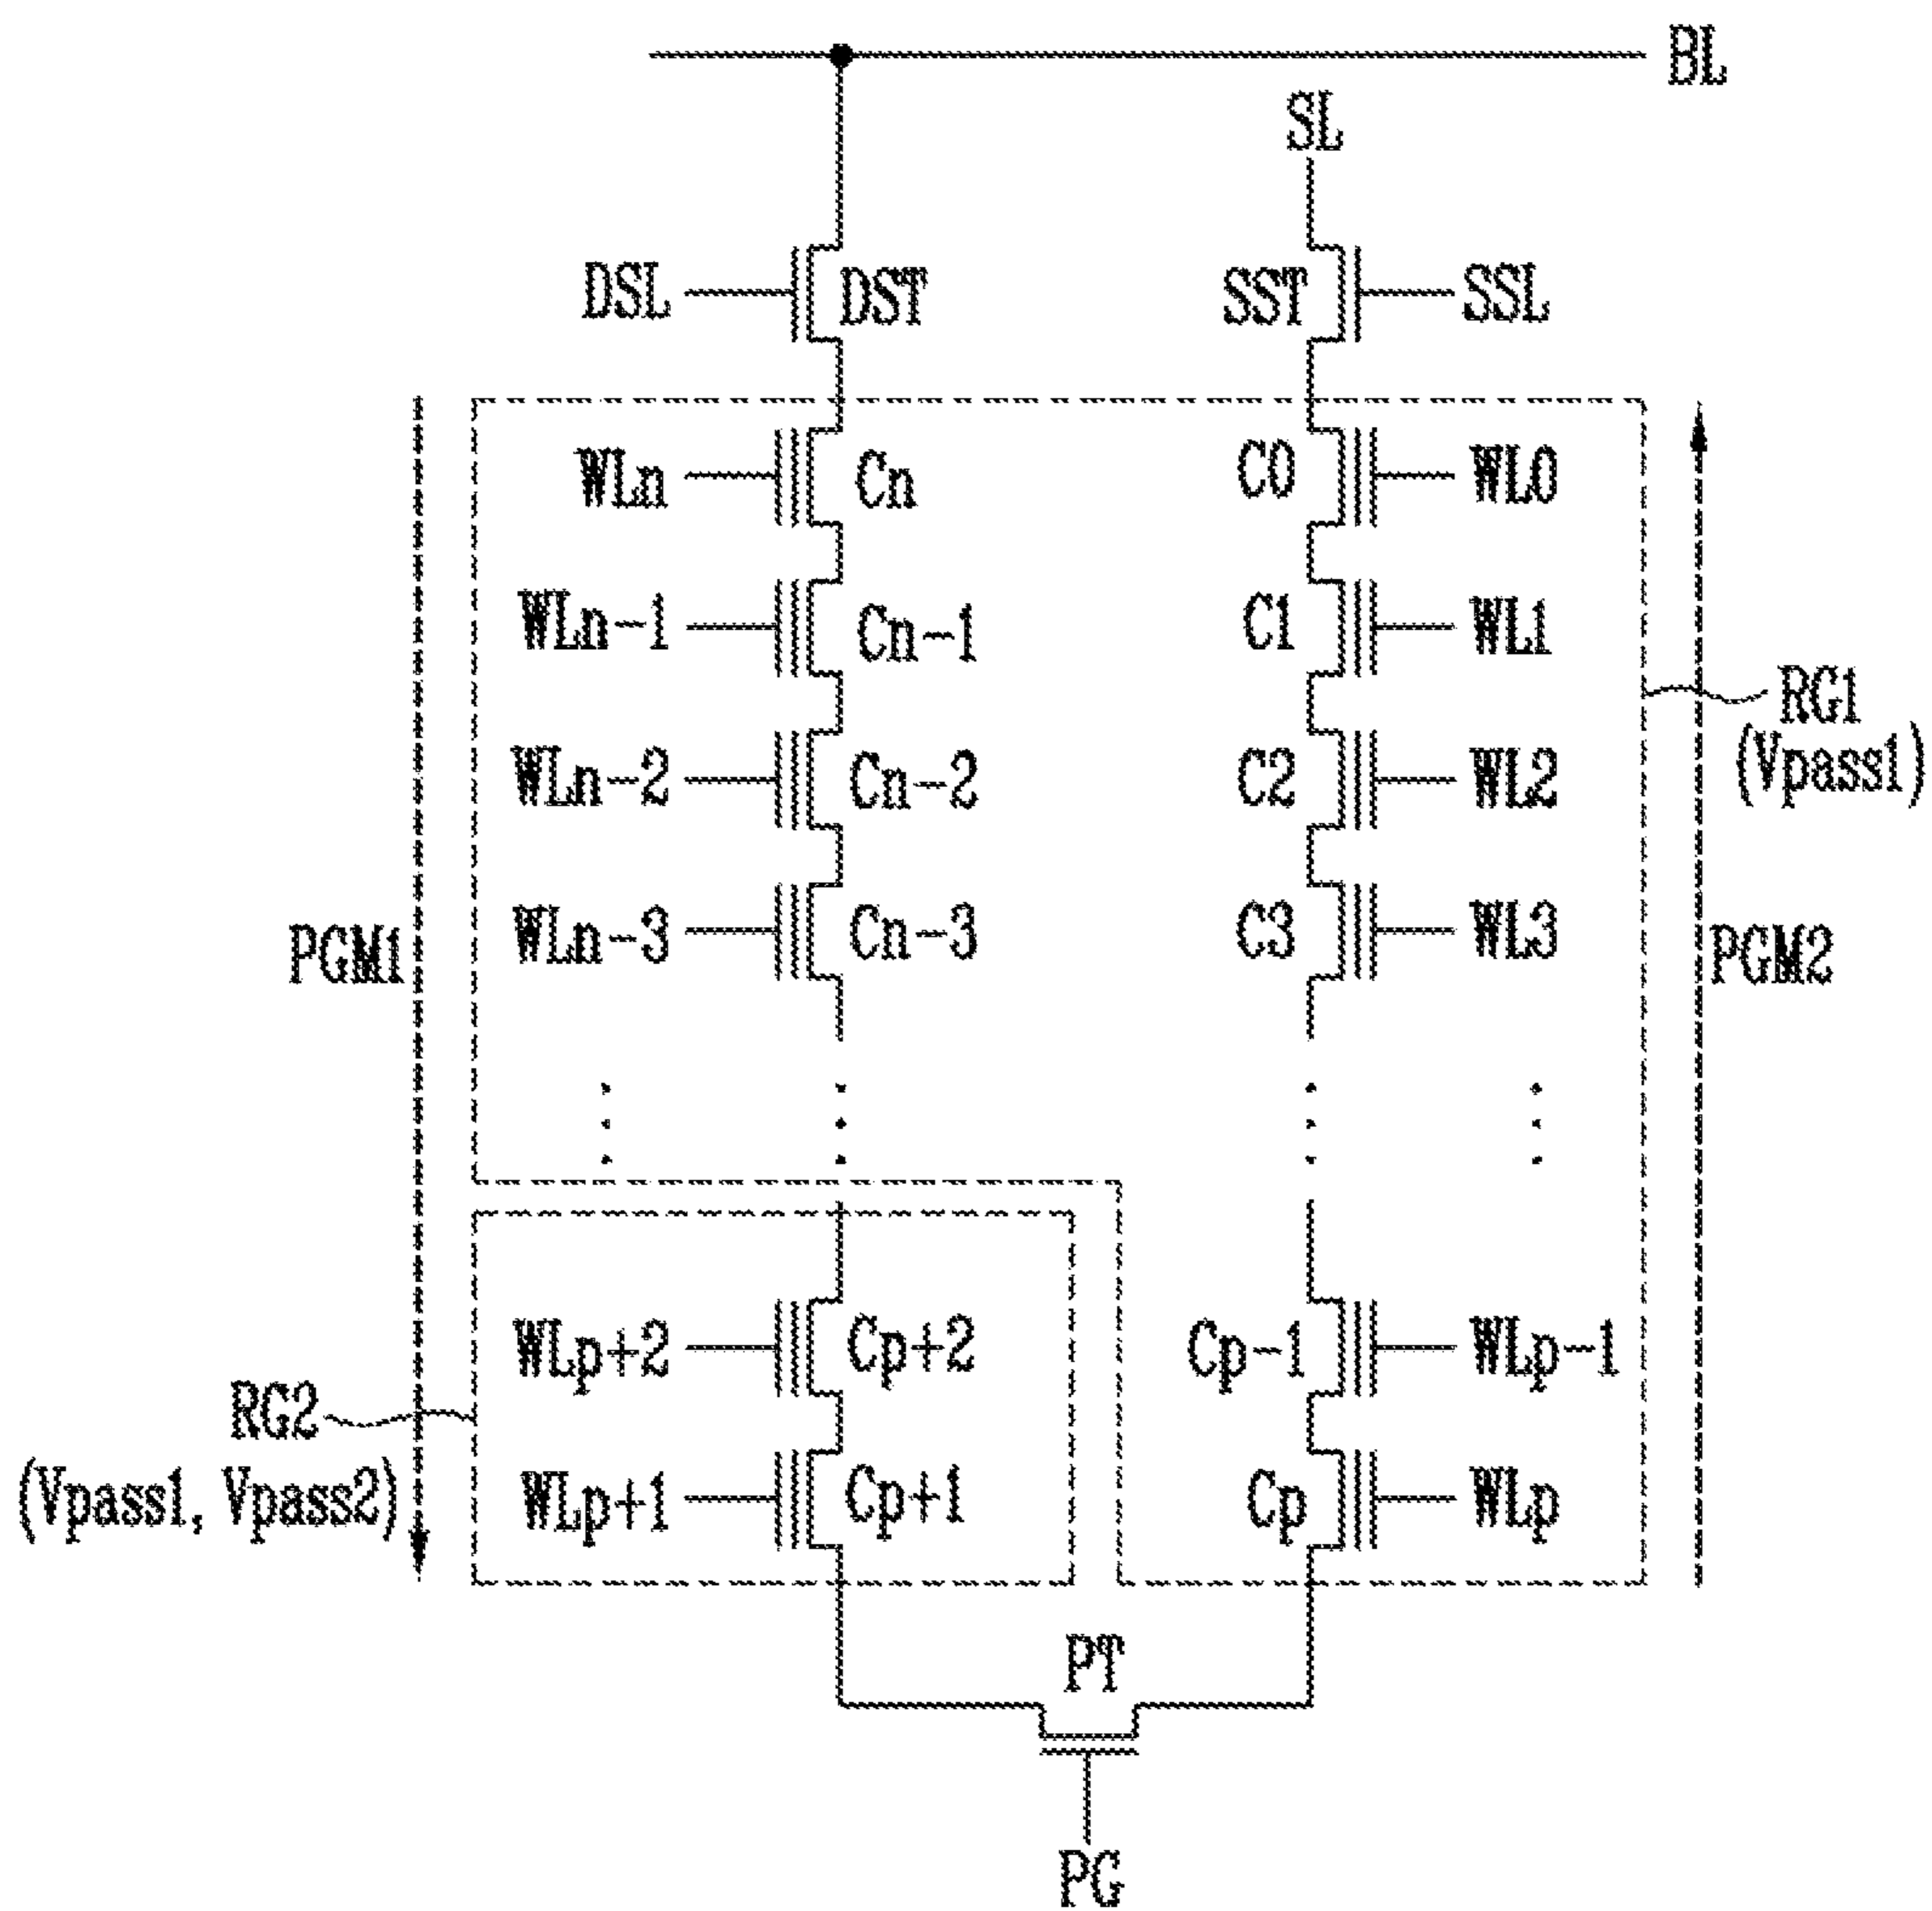 BL
SL
DSL DST SST SSL
WLn Cn C0 WL0
WLn-1 Cn-1 C1 WL1
RG1
(Vpass1)
WLn-2 Cn-2 C2 WL2
WLn-3 Cn-3 C3 WL3
PGM1 PGM2
WLp+2 Cp+2 Cp-1 WLp-1
RG2
(Vpass1, Vpass2)
WLp+1 Cp+1 Cp WLp
PT
PG